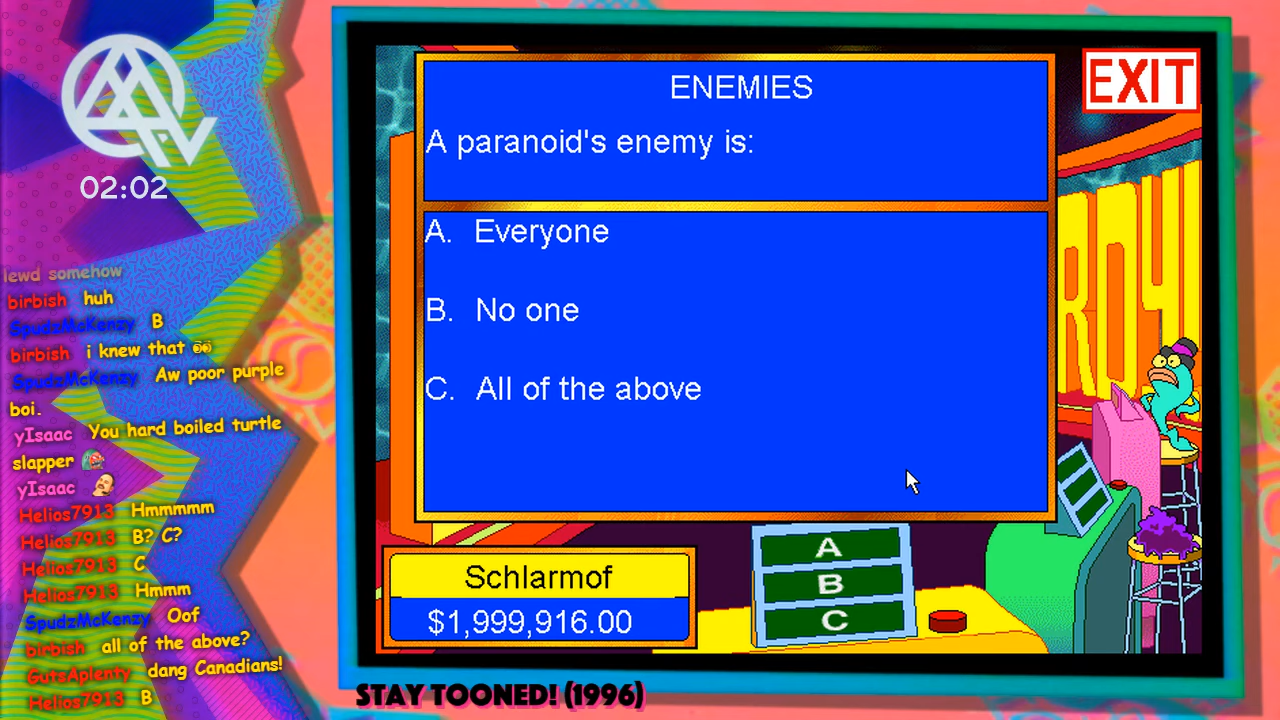 02:02
lewd somehow
birbish huh
SpudzMcKenzy B
birbish i knew that
SpudzMcKenzy Aw poor purple
boi.
yIsaac You hard boiled turtle
slapper
yIsaac
Helios7913 Hmmmmm
Helios7913 B? C?
Helios7913 C
Helios7913 Hmmm
SpudzMcKenzy Oof
birbish all of the above?
GutsAplenty dang Canadians!
Helios7913 B
ENEMIES
A paranoid's enemy is:
A. Everyone
B. No one
C. All of the above
EXIT
RDY
Schlarmof
$1,999,916.00
A
B
C
STAY TOONED! (1996)